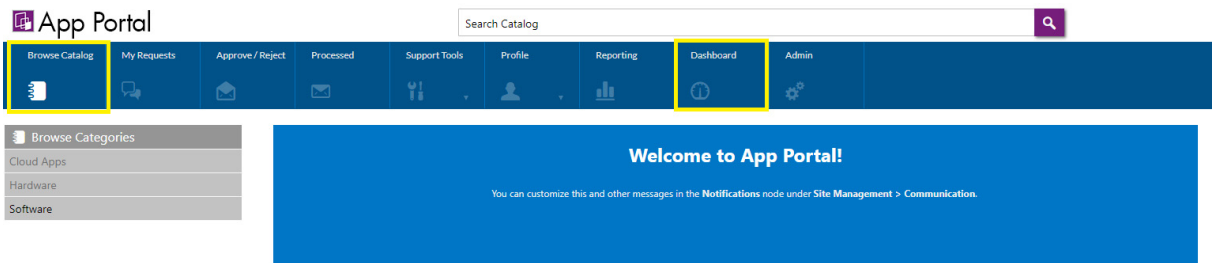 App Portal
Search Catalog
Browse Catalog My Requests Approve / Reject Processed Support Tools Profile Reporting Dashboard Admin
Browse Categories
Cloud Apps
Hardware
Software
Welcome to App Portal!
You can customize this and other messages in the Notifications node under Site Management > Communication.